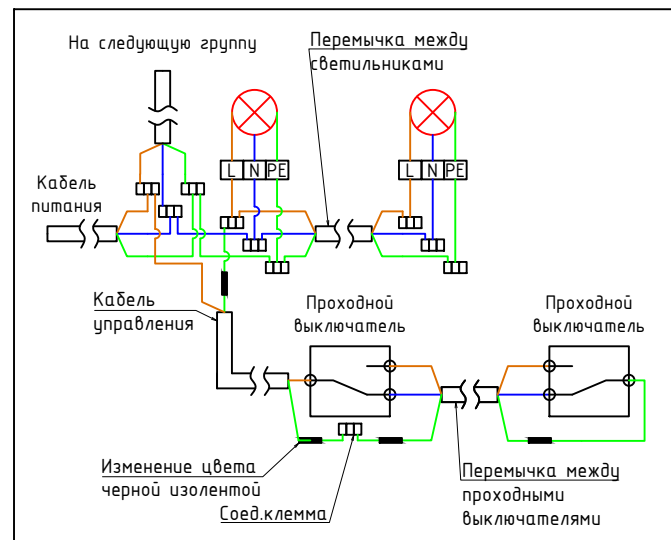 На следующую группу
Перемычка между
светильниками
L N PE
L N PE
Кабель
питания
Кабель
управления
Проходной
выключатель
Проходной
выключатель
Изменение цвета
черной изолентой
Соед.клемма
Перемычка между
проходными
выключателями